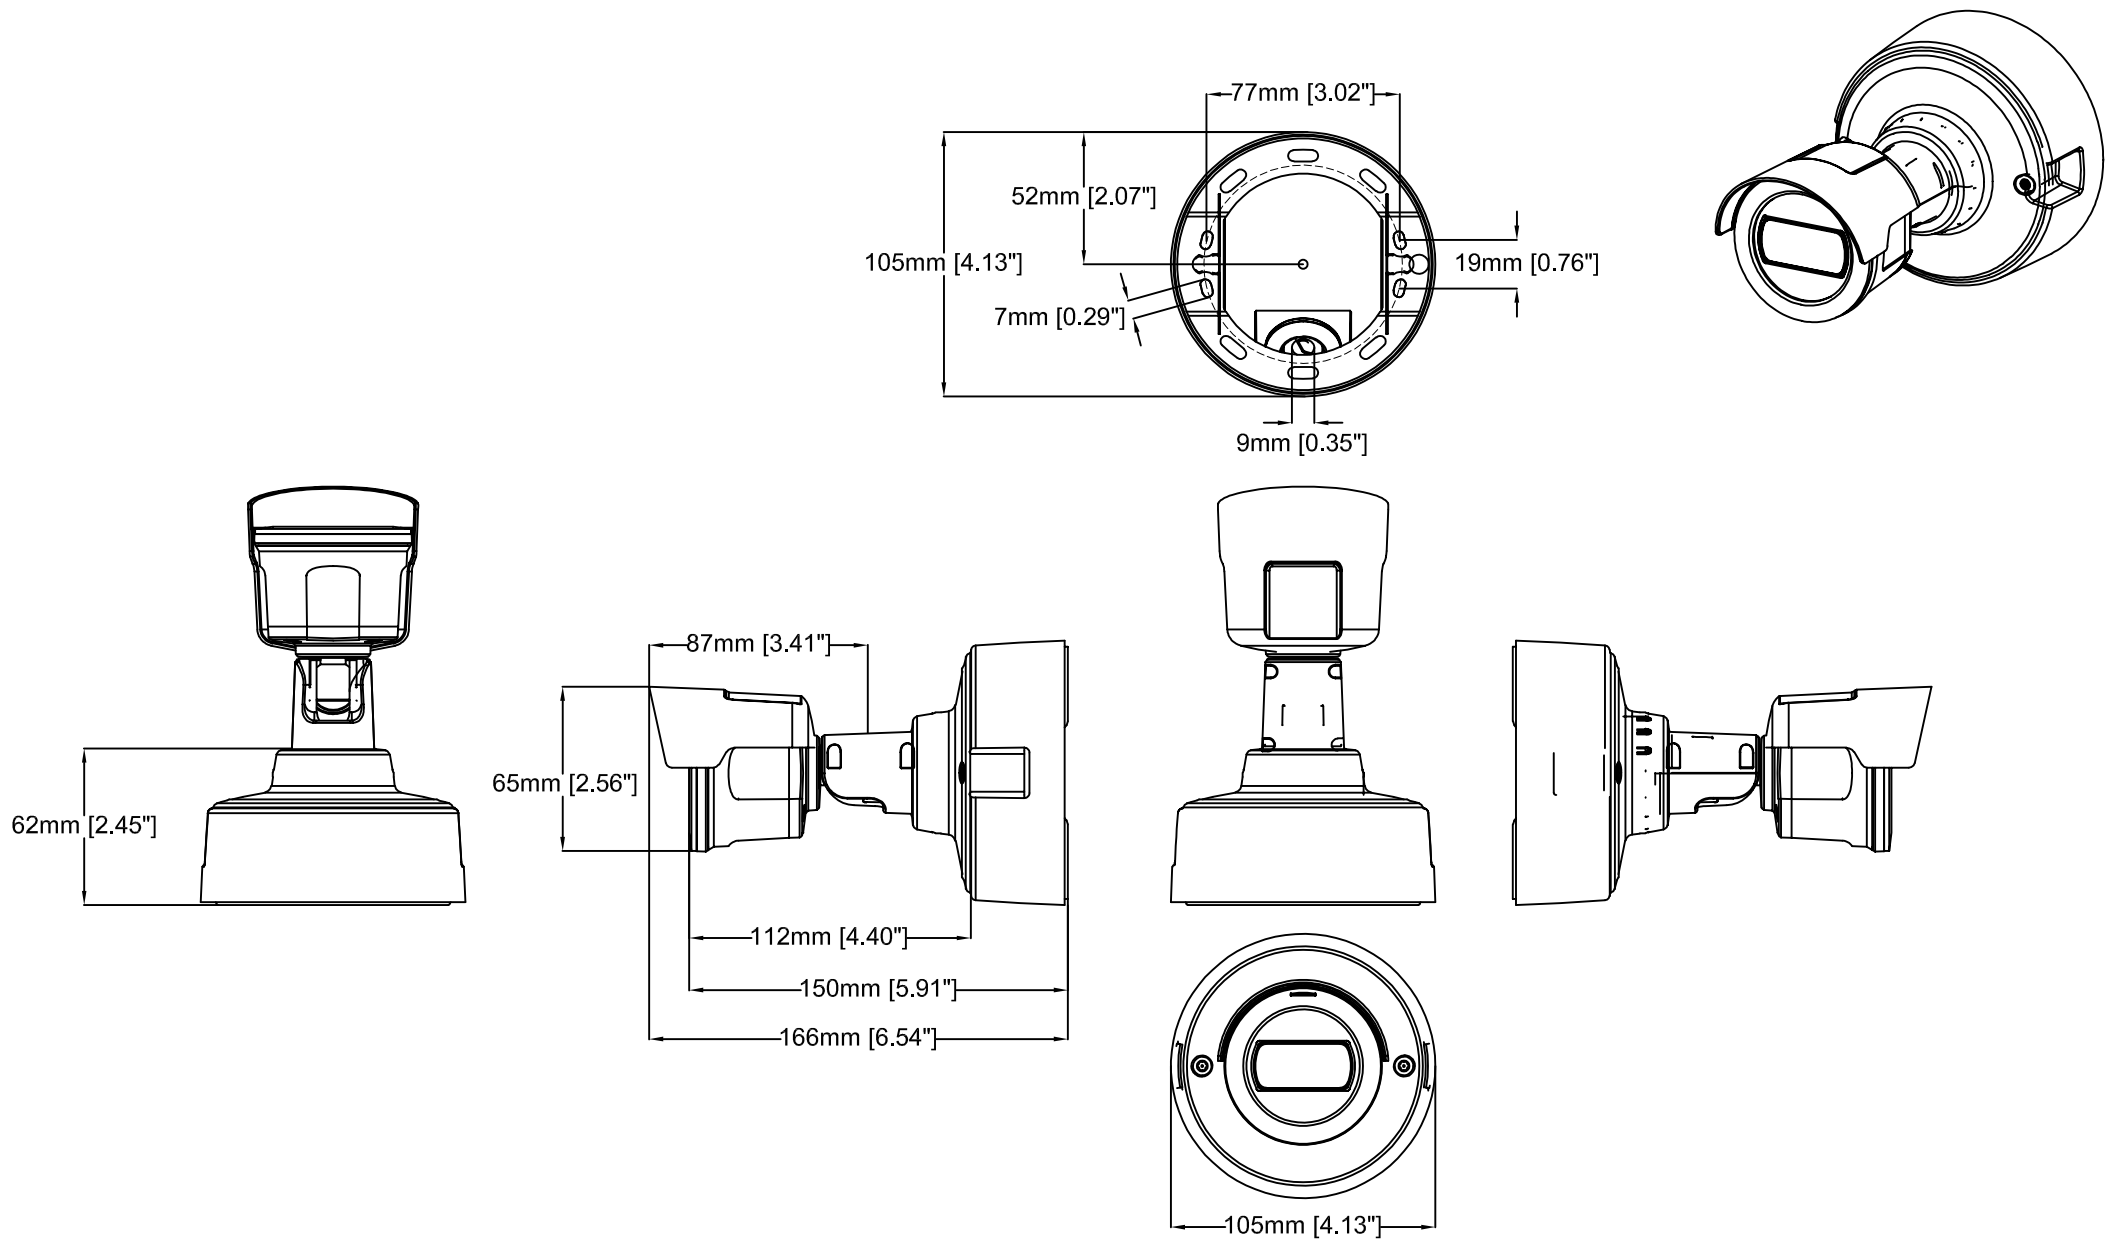 77mm [3.02"]
52mm [2.07"]
105mm [4.13"]
19mm [0.76"]
7mm [0.29"]
9mm [0.35"]
87mm [3.41"]
65mm [2.56"]
62mm [2.45"]
112mm [4.40"]
150mm [5.91"]
166mm [6.54"]
105mm [4.13"]